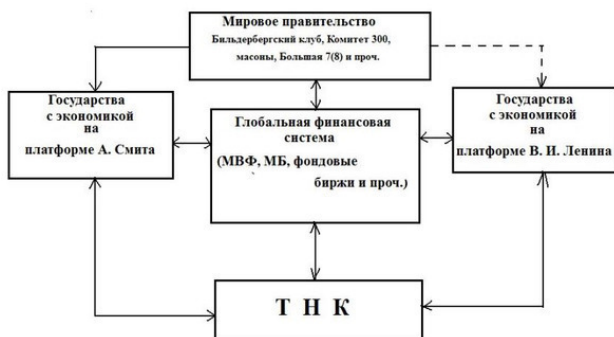 Мировое правительство
Бильдербергский клуб, Комитет 300,
масоны, Большая 7(8) и проч.
Государства
с экономикой
на
платформе А. Смита
Глобальная финансовая
система
(МВФ, МБ, фондовые
биржи и проч.)
Государства
с экономикой
на
платформе В. И. Ленина
Т Н К